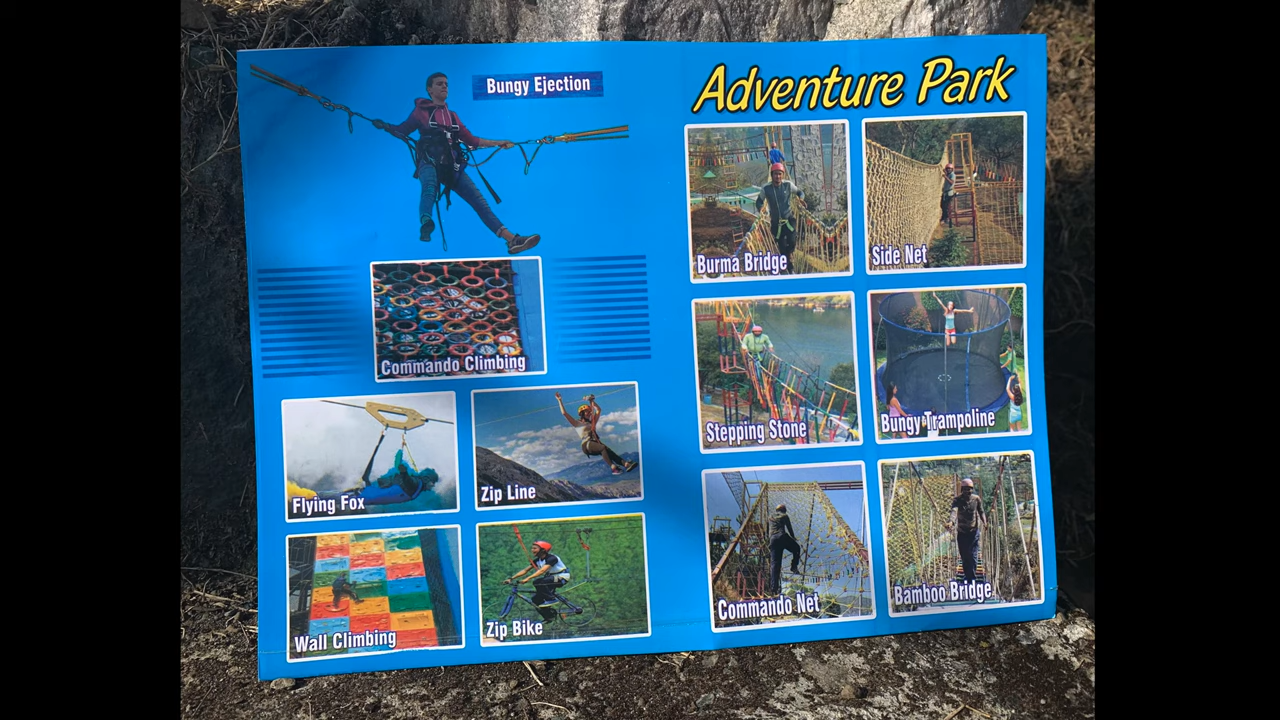 Bungy Ejection
Commando Climbing
Flying Fox
Zip Line
Wall Climbing
Zip Bike
Adventure Park
Burma Bridge
Side Net
Stepping Stone
Bungy Trampoline
Commando Net
Bamboo Bridge